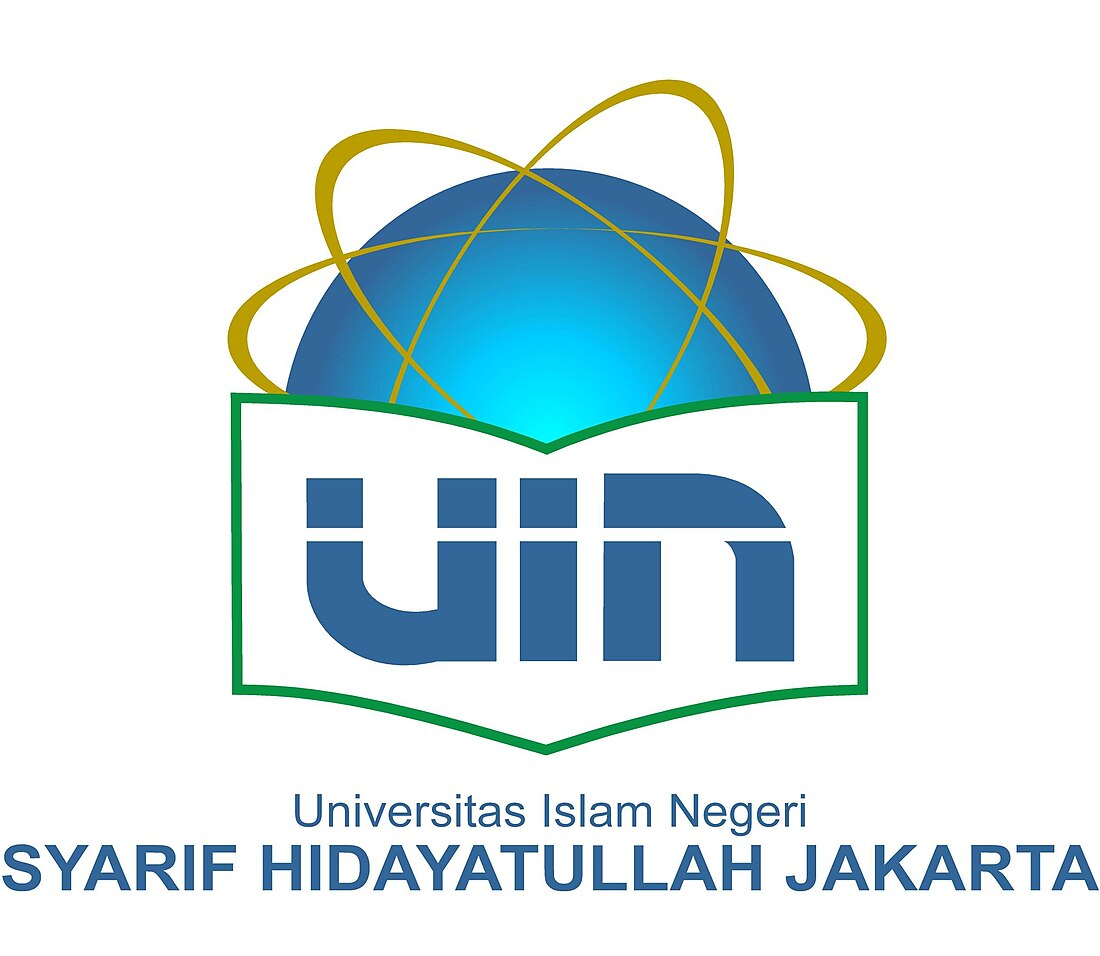 UIN
Universitas Islam Negeri
SYARIF HIDAYATULLAH JAKARTA